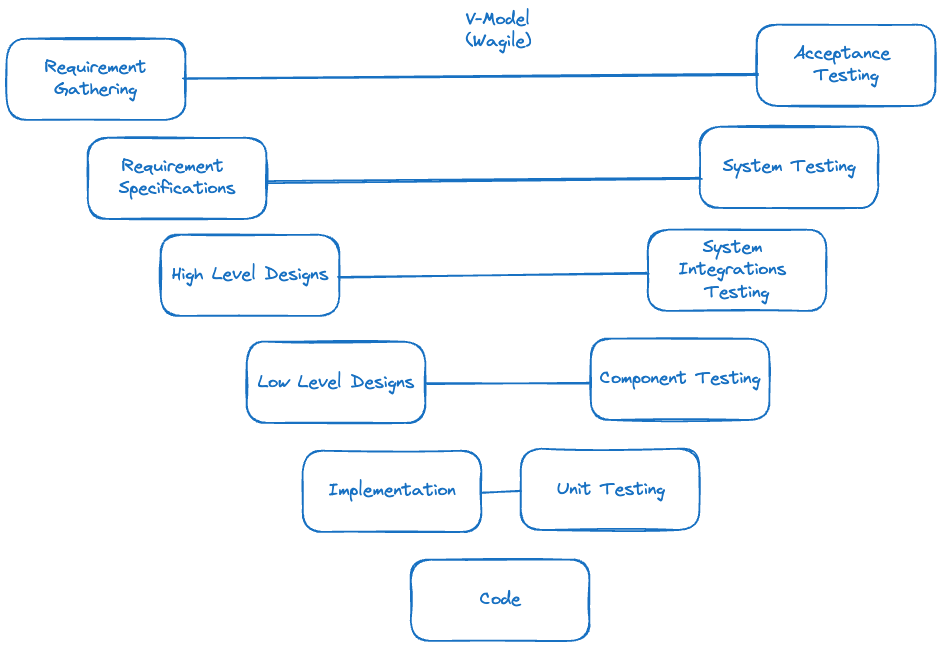 V-Model
(Wagile)
Requirement
Gathering
Acceptance
Testing
Requirement
Specifications
System Testing
High Level Designs
System
Integrations
Testing
Low Level Designs
Component Testing
Implementation
Unit Testing
Code